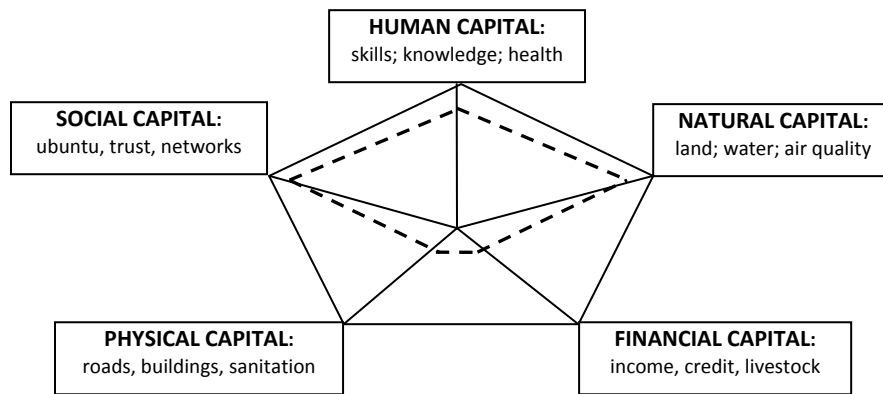 HUMAN CAPITAL:
skills; knowledge; health
SOCIAL CAPITAL:
ubuntu, trust, networks
NATURAL CAPITAL:
land; water; air quality
PHYSICAL CAPITAL:
roads, buildings, sanitation
FINANCIAL CAPITAL:
income, credit, livestock